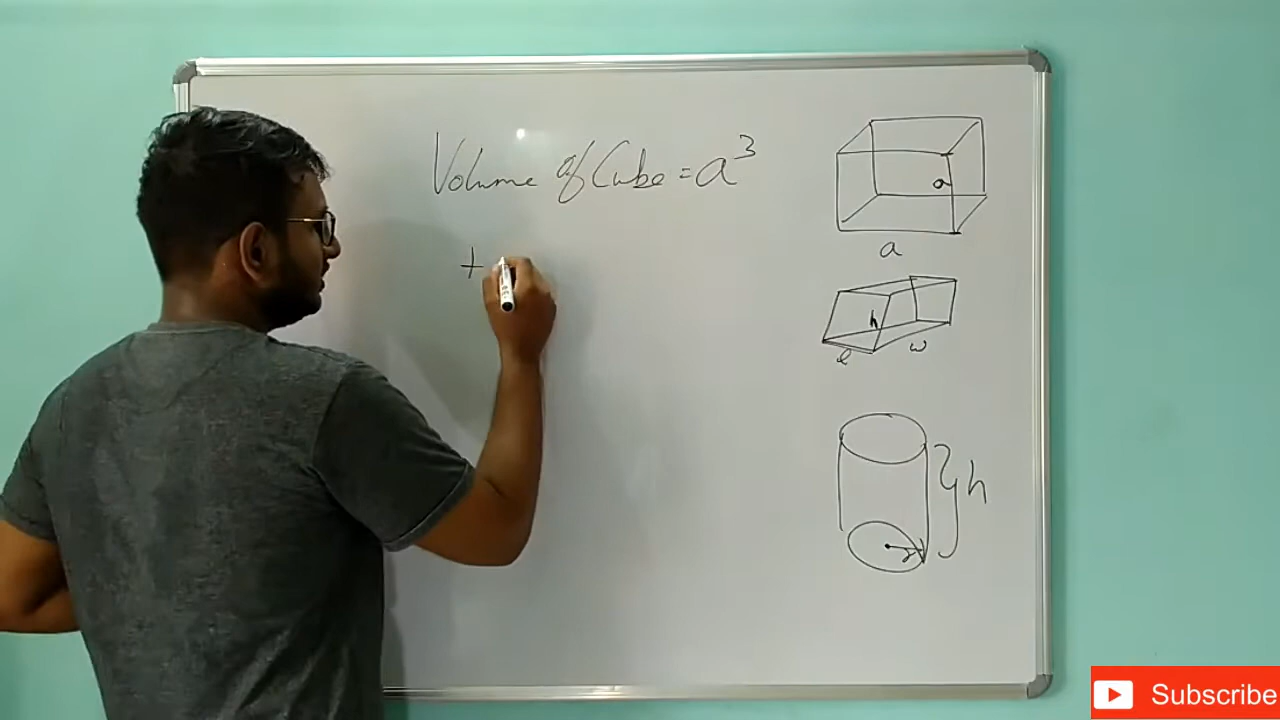 Volume of Cube = a³
+
a
a
h
l
w
h
r
Subscribe